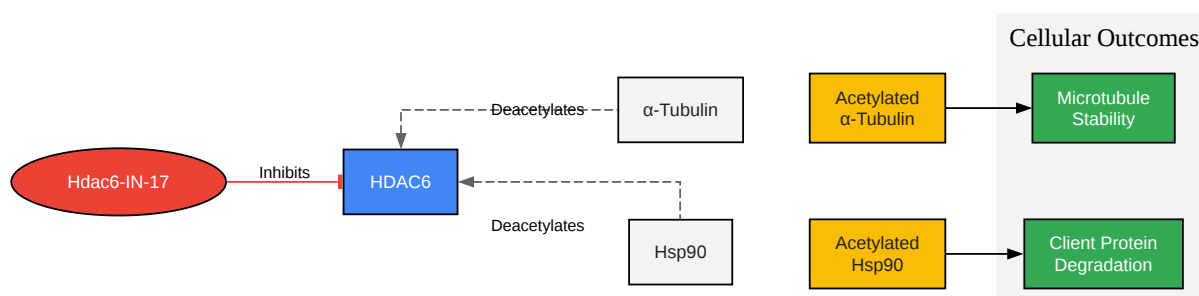 Cellular Outcomes
Deacetylates
α-Tubulin
Acetylated
α-Tubulin
Microtubule
Stability
Hdac6-IN-17
Inhibits
HDAC6
Deacetylates
Hsp90
Acetylated
Hsp90
Client Protein
Degradation